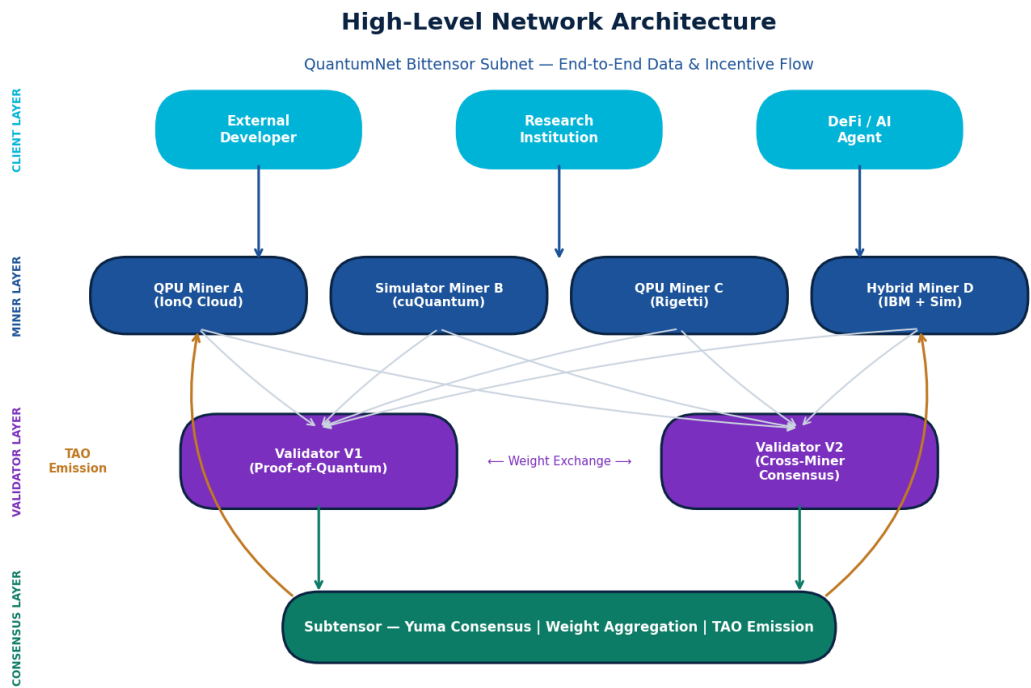 High-Level Network Architecture
QuantumNet Bittensor Subnet — End-to-End Data & Incentive Flow
CLIENT LAYER
External
Developer
Research
Institution
DeFi / AI
Agent
MINER LAYER
QPU Miner A
(IonQ Cloud)
Simulator Miner B
(cuQuantum)
QPU Miner C
(Rigetti)
Hybrid Miner D
(IBM + Sim)
VALIDATOR LAYER
TAO
Emission
Validator V1
(Proof-of-Quantum)
⟵ Weight Exchange ⟶
Validator V2
(Cross-Miner
Consensus)
CONSENSUS LAYER
Subtensor — Yuma Consensus | Weight Aggregation | TAO Emission